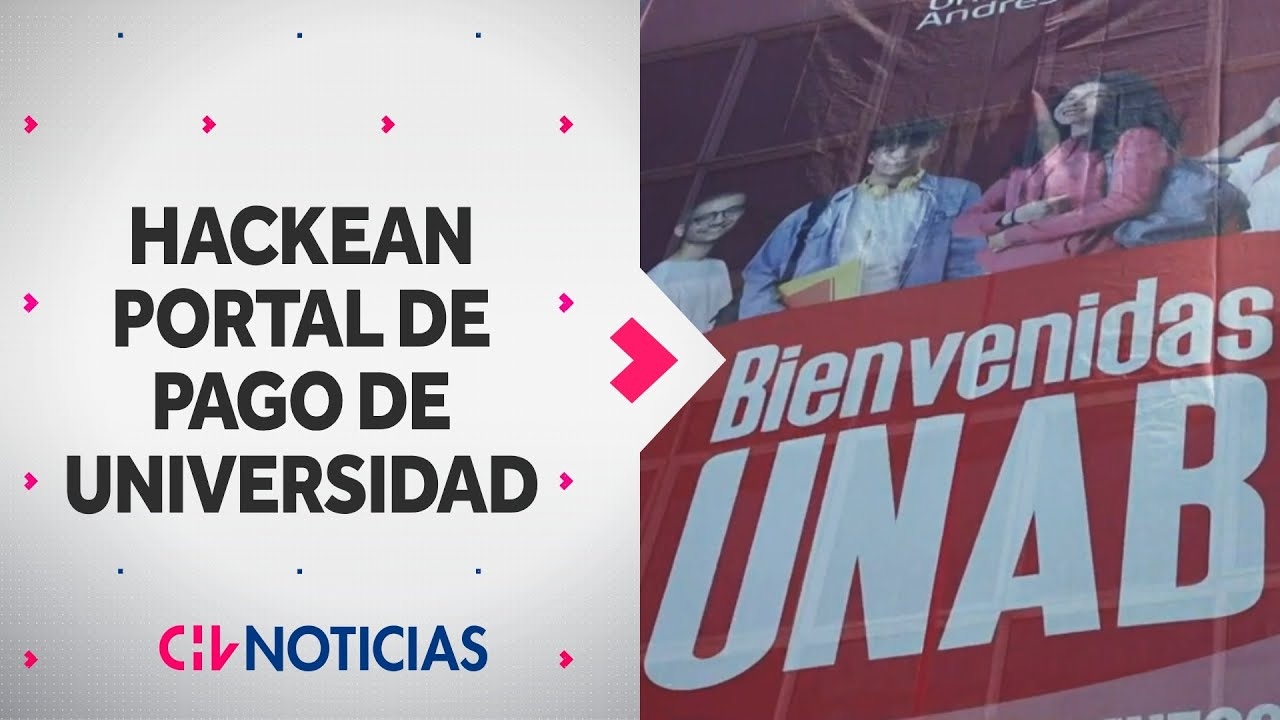 HACKEAN
PORTAL DE
PAGO DE
UNIVERSIDAD
CHV NOTICIAS
Andrés
Bienvenidas
UNAB